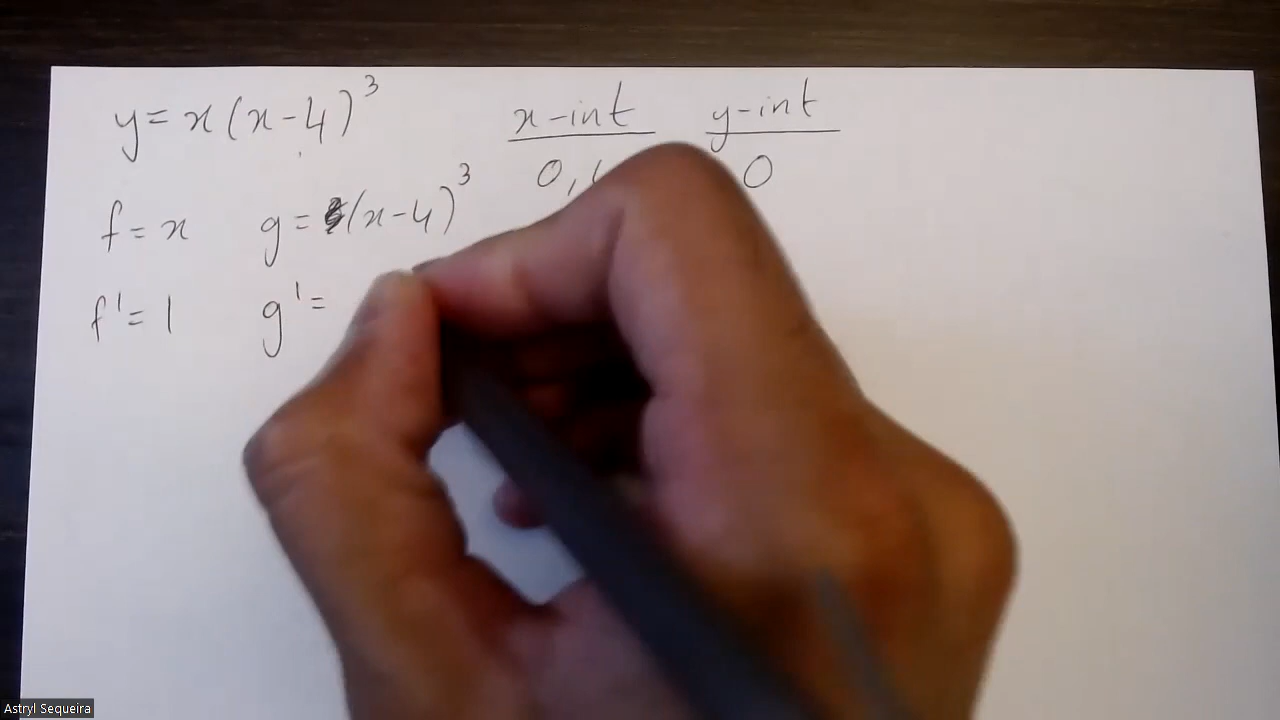 y = x(x-4)³
x-int y-int
0, 0
f = x g = (x-4)³
f' = 1 g' =
Astryl Sequeira